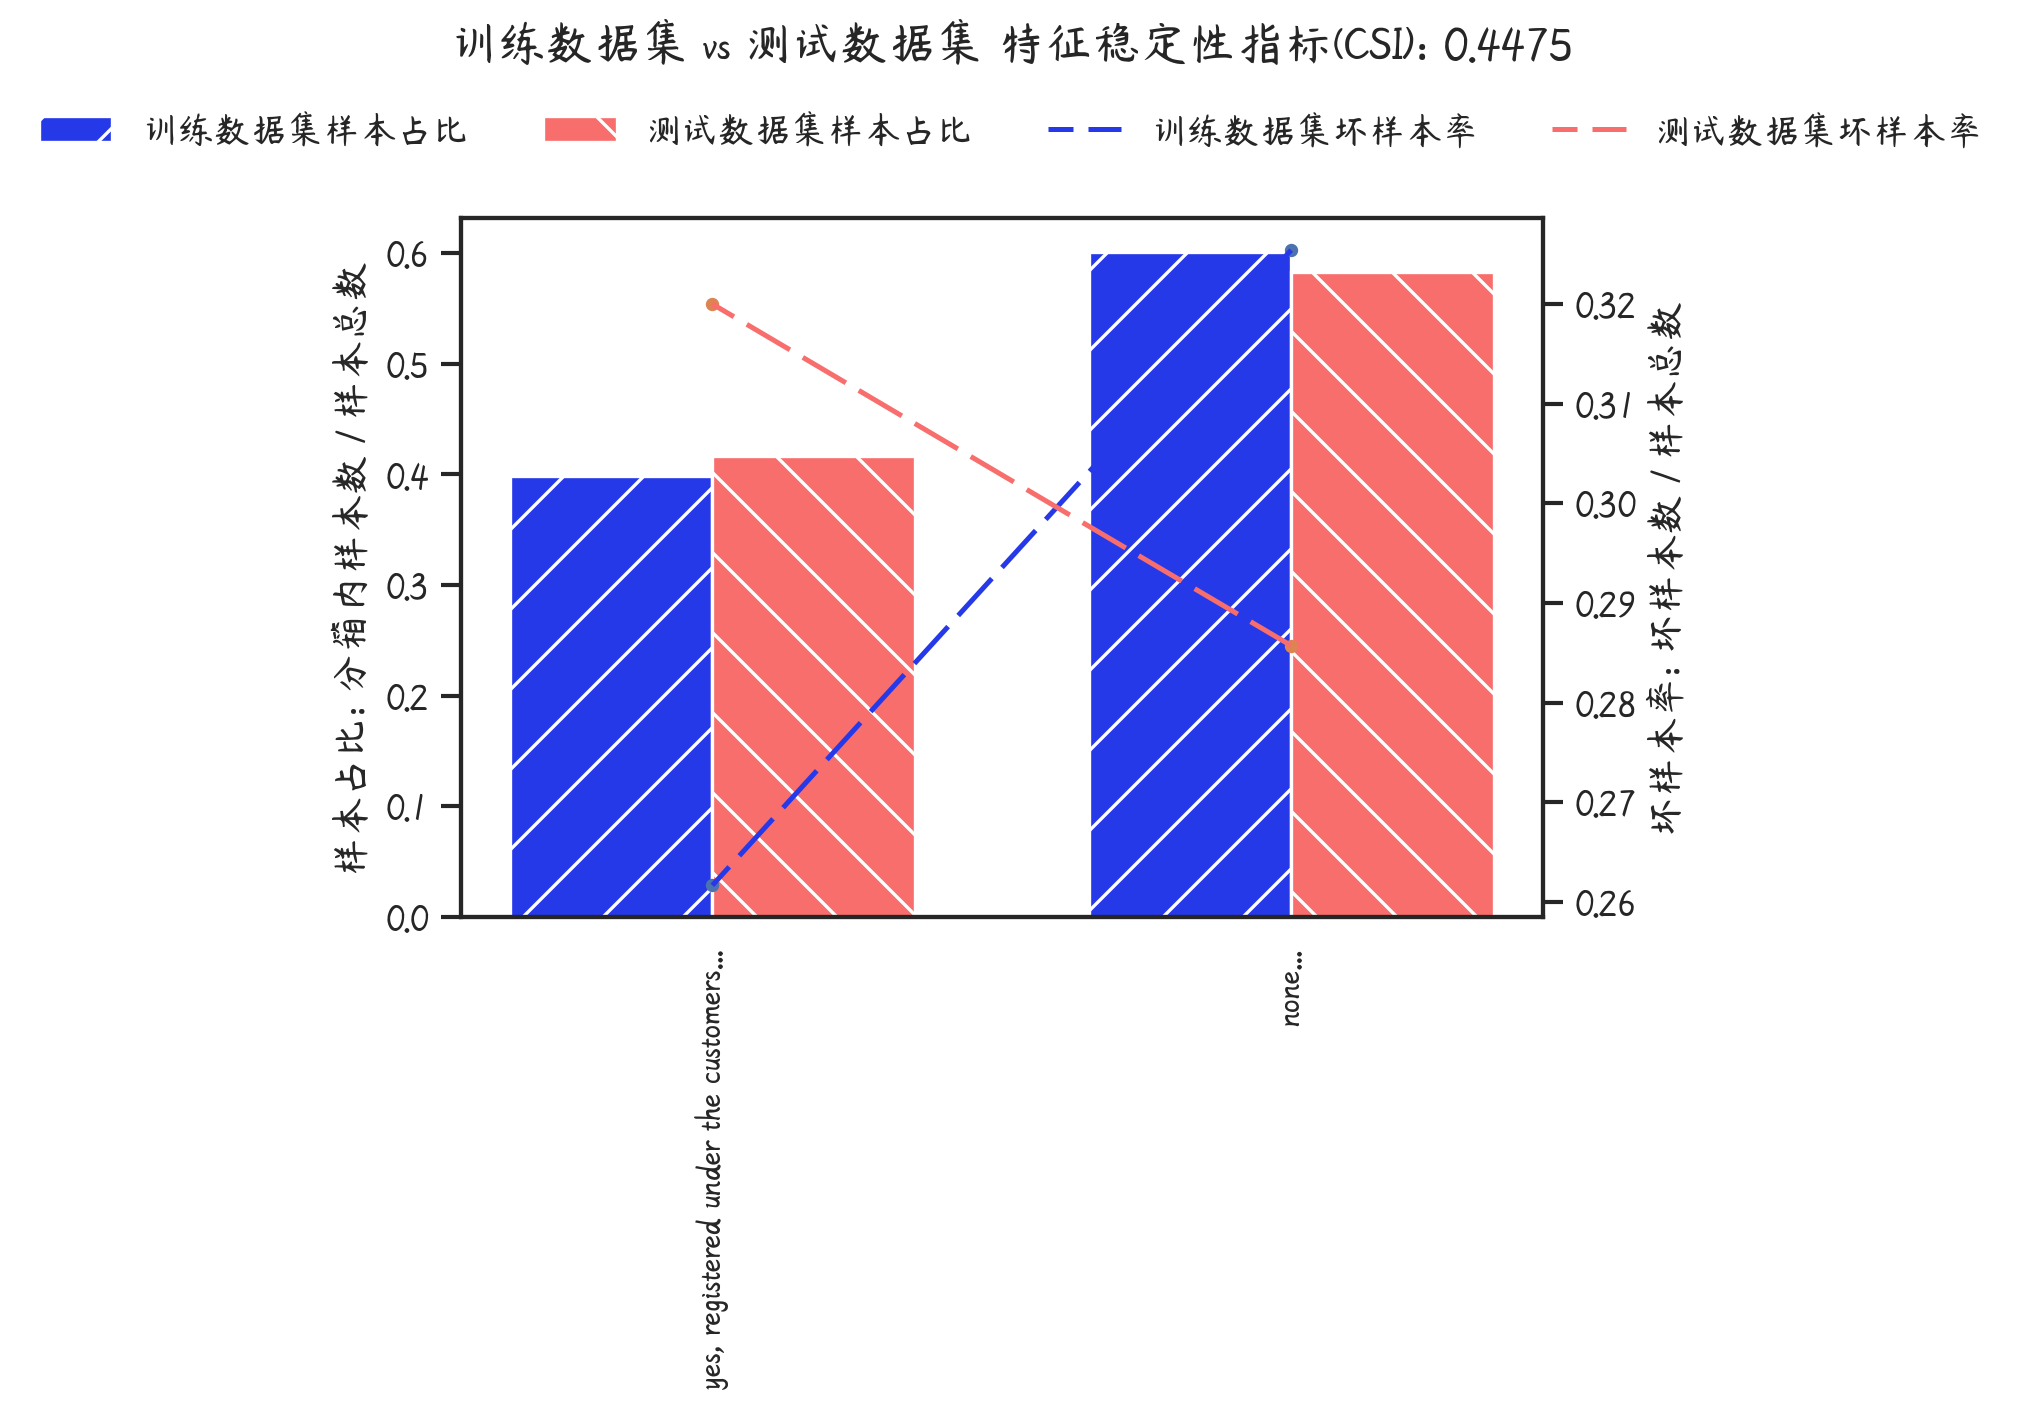 训练数据集 vs 测试数据集 特征稳定性指标(CSI): 0.4475
训练数据集样本占比
测试数据集样本占比
训练数据集坏样本率
测试数据集坏样本率
样本占比: 分箱内样本数 / 样本总数
0.6
0.5
0.4
0.3
0.2
0.1
0.0
0.32
0.31
0.30
0.29
0.28
0.27
0.26
坏样本率: 坏样本数 / 样本总数
yes, registered under the customers...
none...